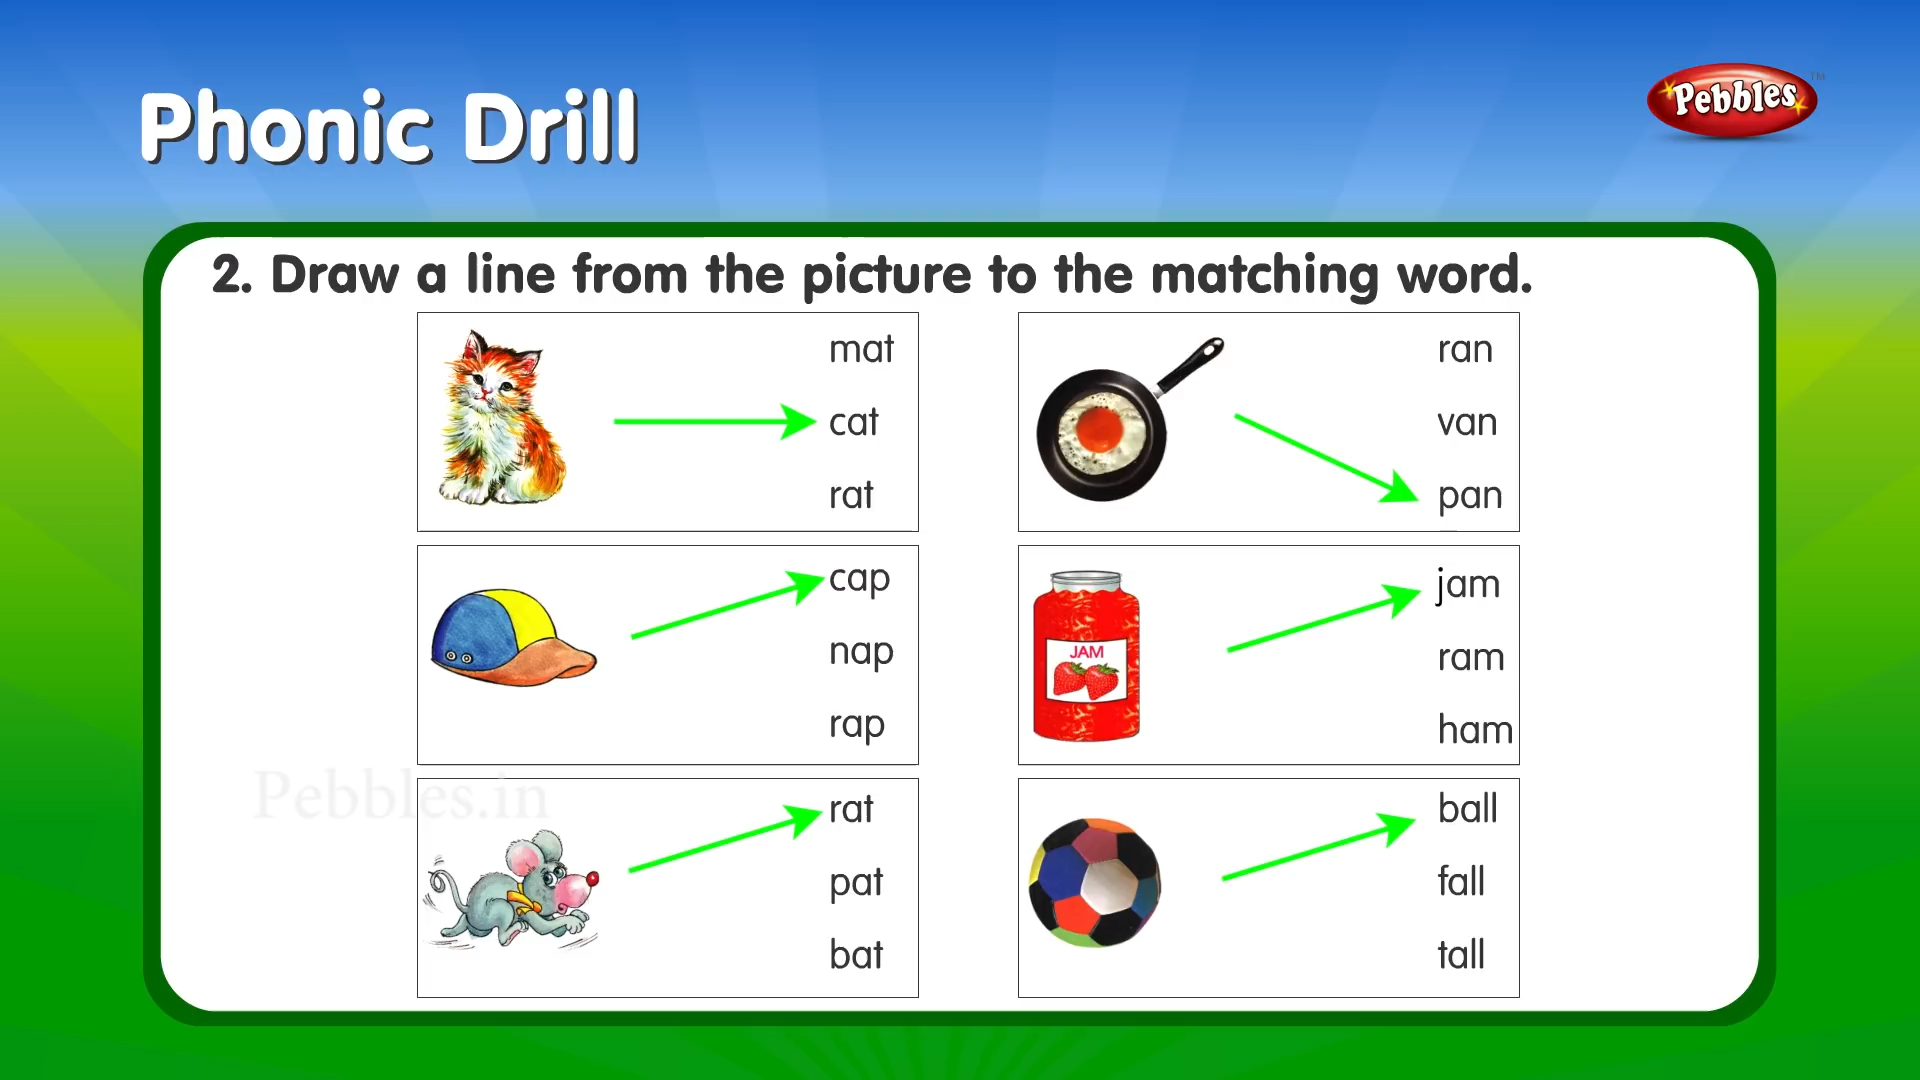 Phonic Drill
Pebbles TM
2. Draw a line from the picture to the matching word.
mat
cat
rat
ran
van
pan
cap
nap
rap
JAM
jam
ram
ham
Pebbles.in
rat
pat
bat
ball
fall
tall